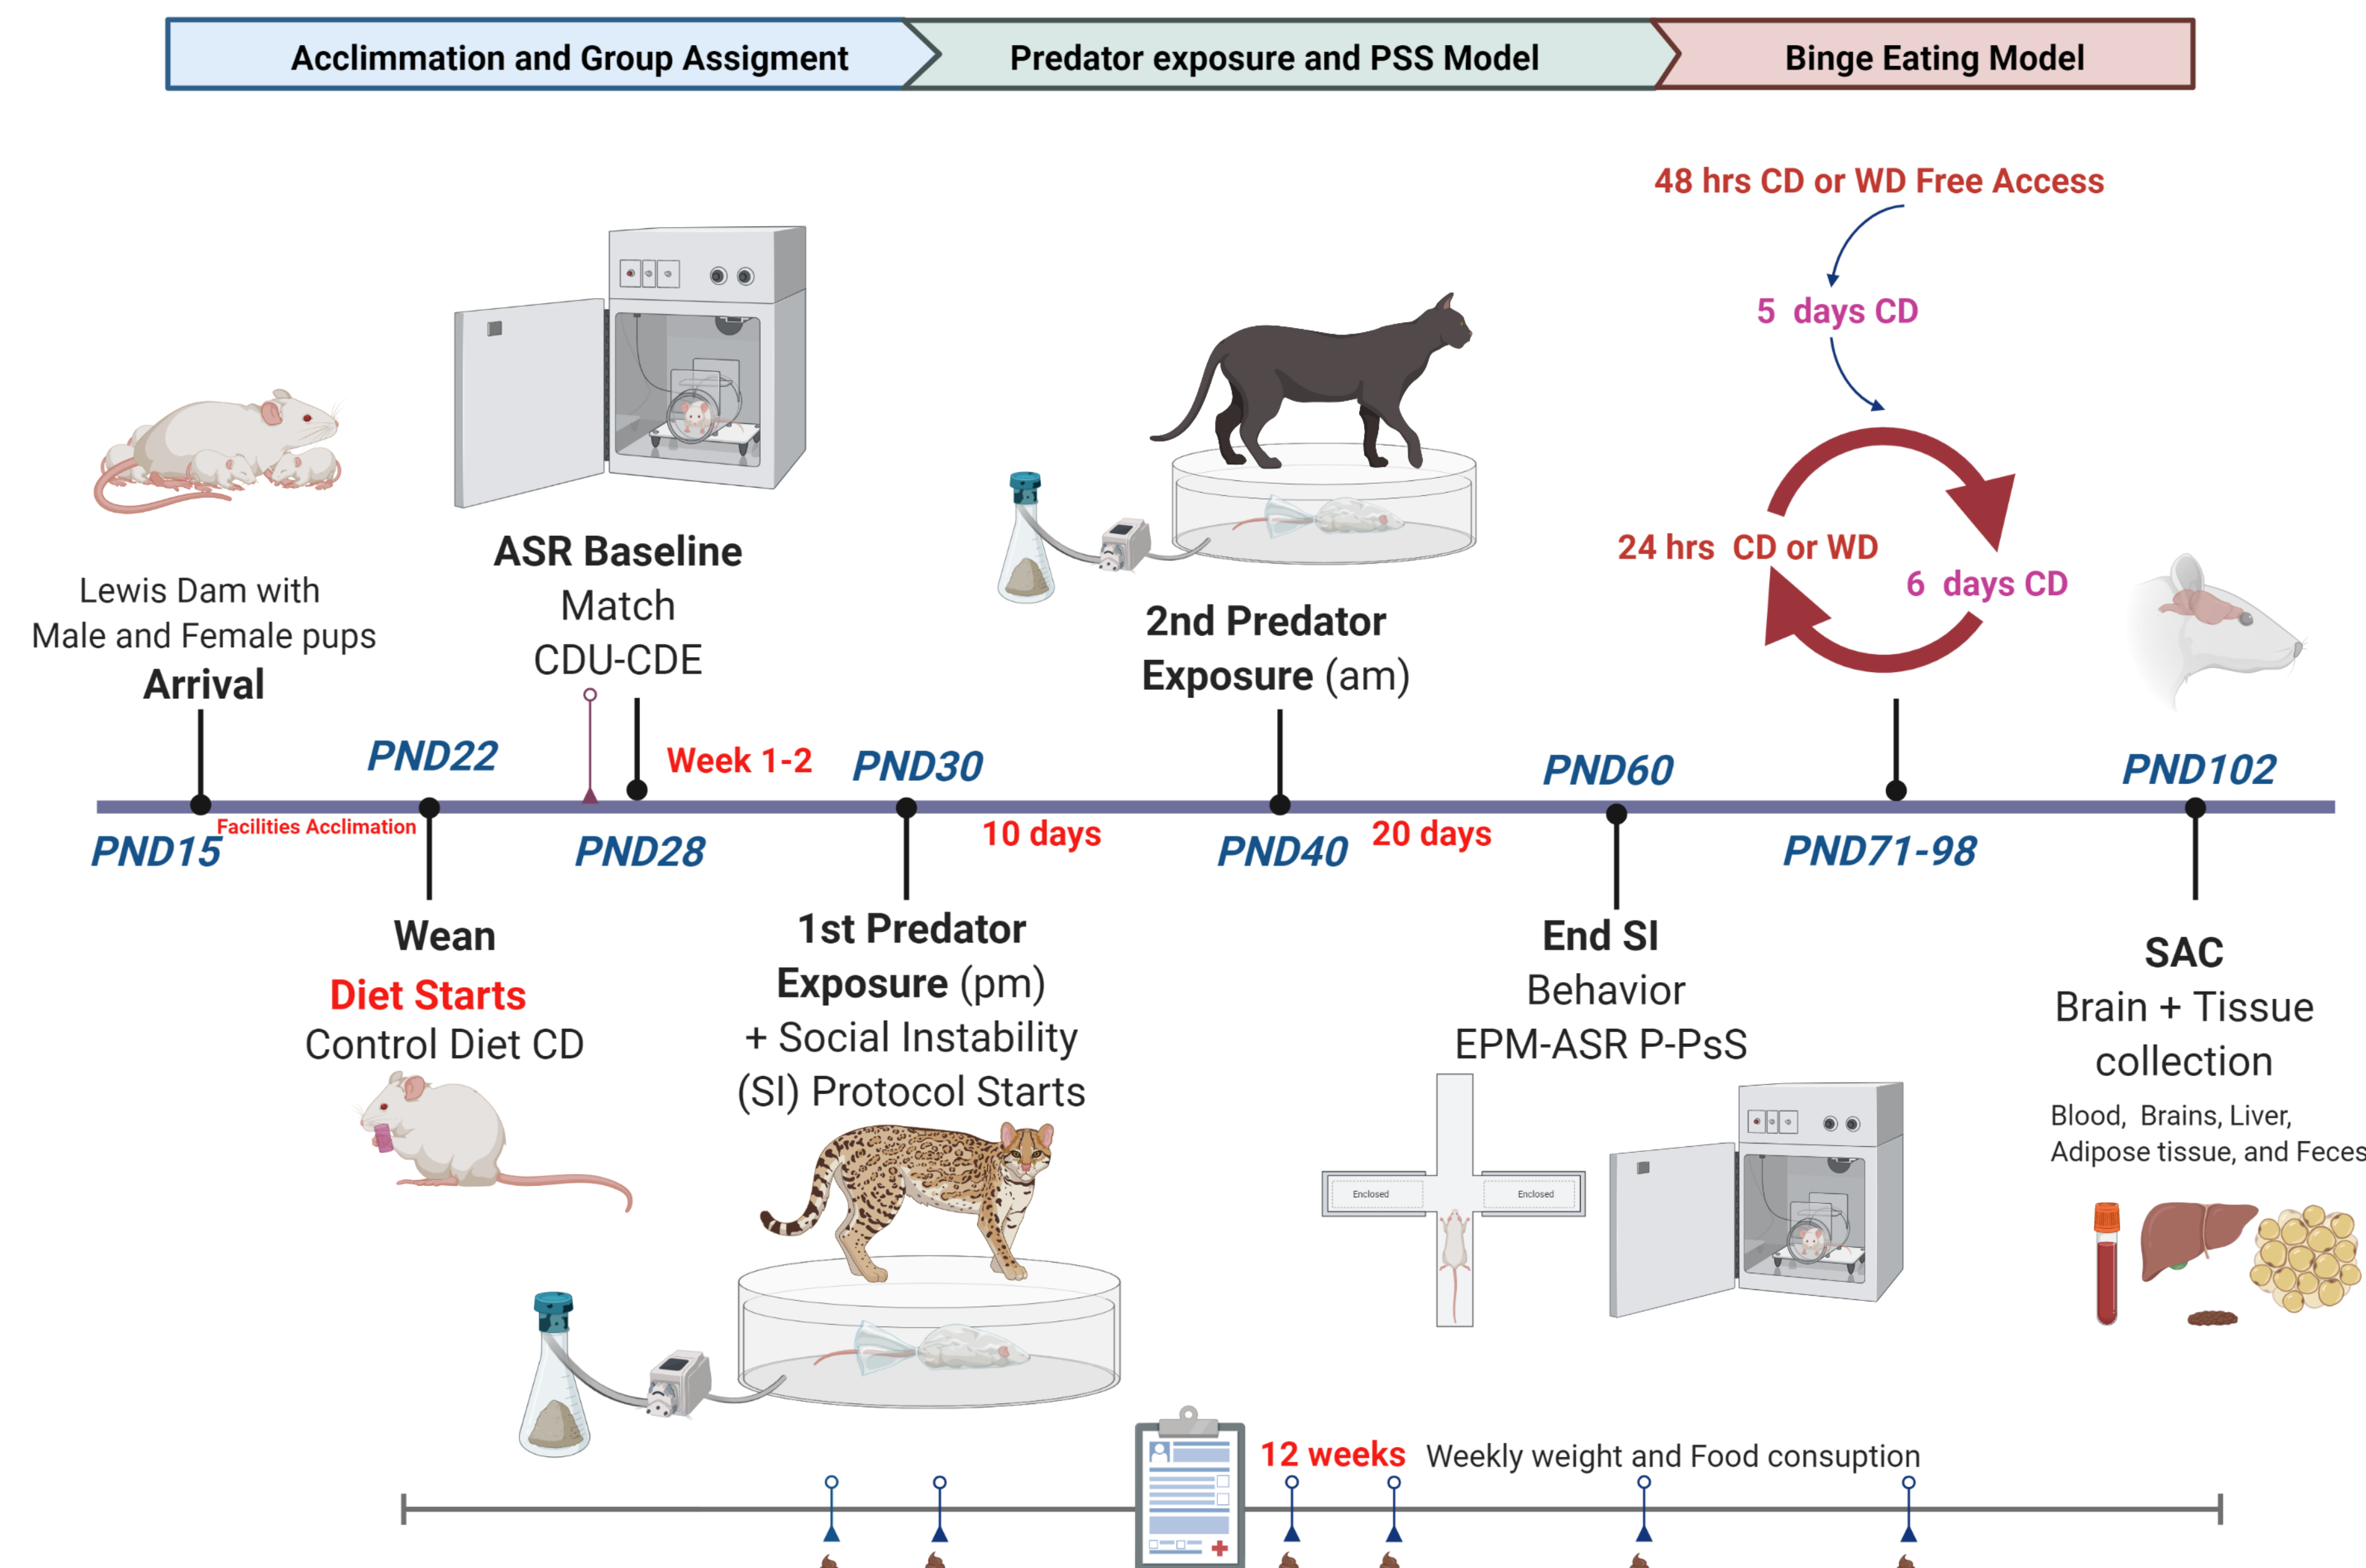 Acclimmation and Group Assigment
Predator exposure and PSS Model
Binge Eating Model
48 hrs CD or WD Free Access
5 days CD
24 hrs CD or WD
6 days CD
Lewis Dam with
Male and Female pups
Arrival
ASR Baseline
Match
CDU-CDE
2nd Predator
Exposure (am)
PND22
Week 1-2
PND30
PND60
PND102
Facilities Acclimation
PND15
PND28
10 days
PND40
20 days
PND71-98
Wean
Diet Starts
Control Diet CD
1st Predator
Exposure (pm)
+ Social Instability
(SI) Protocol Starts
End SI
Behavior
EPM-ASR P-PsS
Enclosed
Enclosed
SAC
Brain + Tissue
collection
Blood, Brains, Liver,
Adipose tissue, and Feces
12 weeks Weekly weight and Food consuption